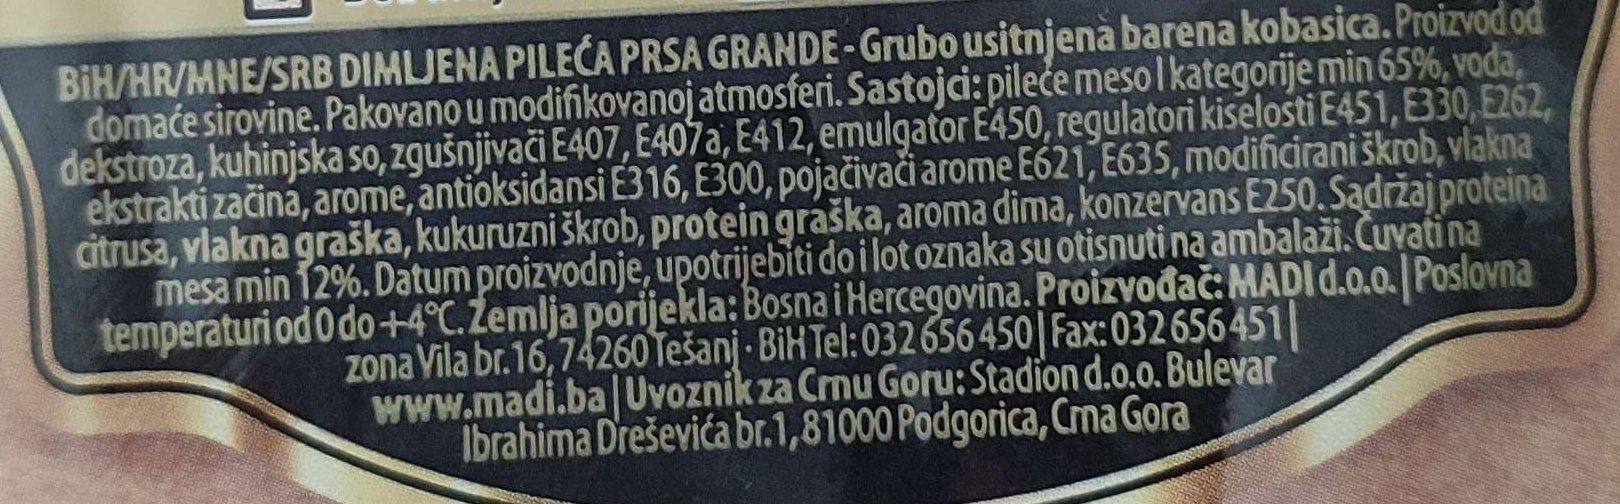 BiH/HR/MNE/SRB DIMLJENA PILEĆA PRSA GRANDE - Grubo usitnjena barena kobasica. Proizvod od
domaće sirovine. Pakovano u modifikovanoj atmosferi. Sastojci: pileće meso I kategorije min 65%, voda,
dekstroza, kuhinjska so, zgušnjivači E407, E407a, E412, emulgator E450, regulatori kiselosti E451, E330, E262,
ekstrakti začina, arome, antioksidansi E316, E300, pojačivači arome E621, E635, modificirani škrob, vlakna
citrusa, vlakna graška, kukuruzni škrob, protein graška, aroma dima, konzervans E250. Sadržaj proteina
mesa min 12%. Datum proizvodnje, upotrijebiti do i lot oznaka su otisnuti na ambalaži. Čuvati na
temperaturi od 0 do +4°C. Zemlja porijekla: Bosna i Hercegovina. Proizvođač: MADI d.o.o. | Poslovna
zona Vila br. 16, 74260 Tešanj · BiH Tel: 032 656 450 | Fax: 032 656 451 |
www.madi.ba | Uvoznik za Crnu Goru: Stadion d.o.o. Bulevar
Ibrahima Dreševića br.1, 81000 Podgorica, Crna Gora